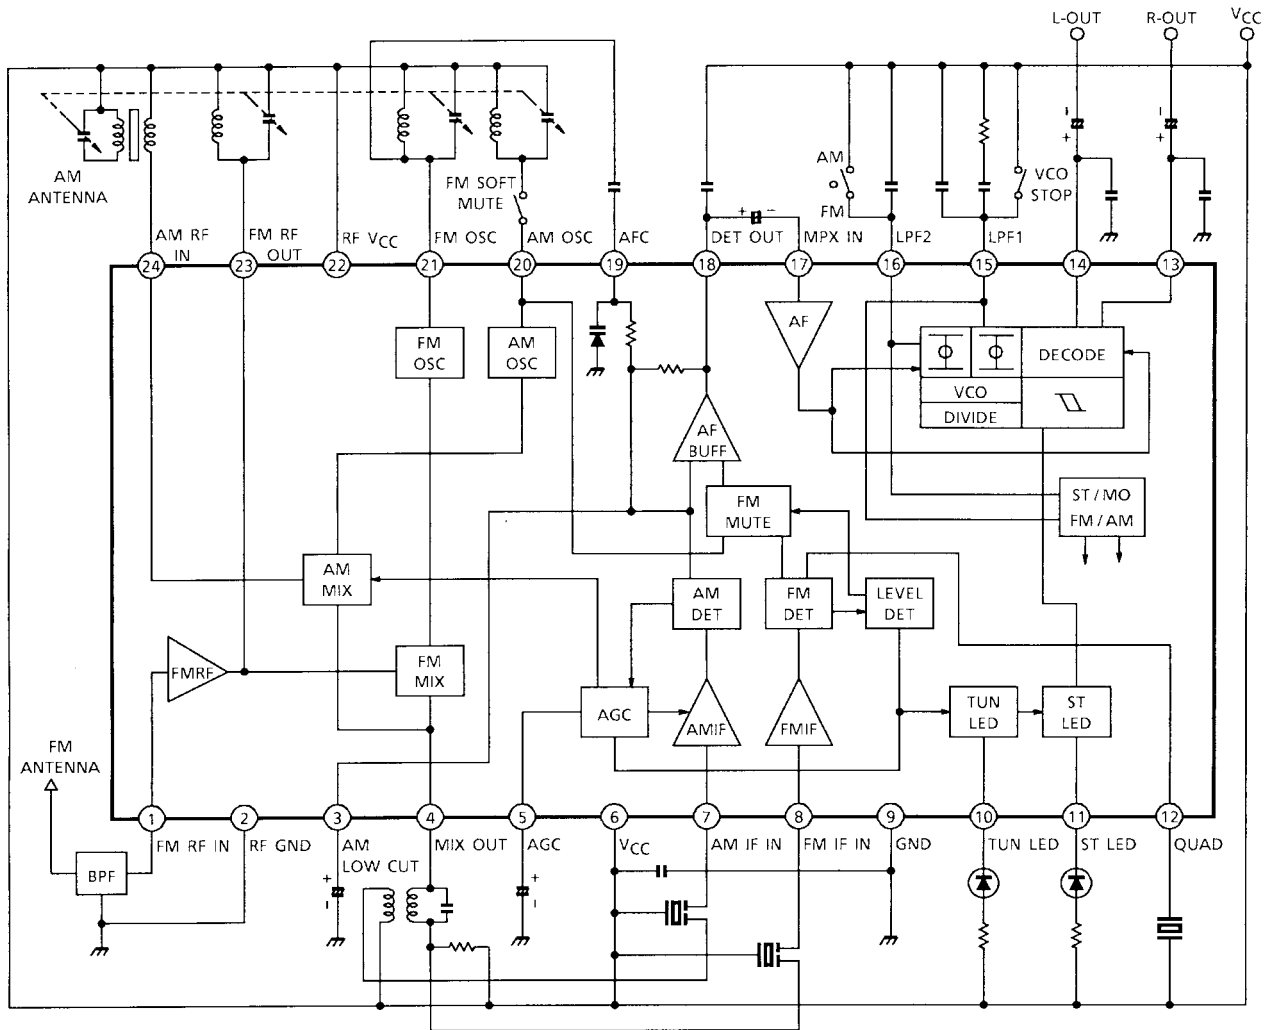 L-OUT
R-OUT
VCC
AM
ANTENNA
FM SOFT
MUTE
AM
FM
VCO
STOP
AM RF
IN
FM RF
OUT
RF VCC
FM OSC
AM OSC
AFC
DET OUT
MPX IN
LPF2
LPF1
24
23
22
21
20
19
18
17
16
15
14
13
FM
OSC
AM
OSC
AF
DECODE
VCO
DIVIDE
AF
BUFF
FM
MUTE
ST / MO
FM / AM
AM
MIX
AM
DET
FM
DET
LEVEL
DET
FMRF
FM
MIX
AGC
AMIF
FMIF
TUN
LED
ST
LED
FM
ANTENNA
1
2
3
4
5
6
7
8
9
10
11
12
FM RF IN
RF GND
AM
LOW CUT
MIX OUT
AGC
VCC
AM IF IN
FM IF IN
GND
TUN LED
ST LED
QUAD
BPF